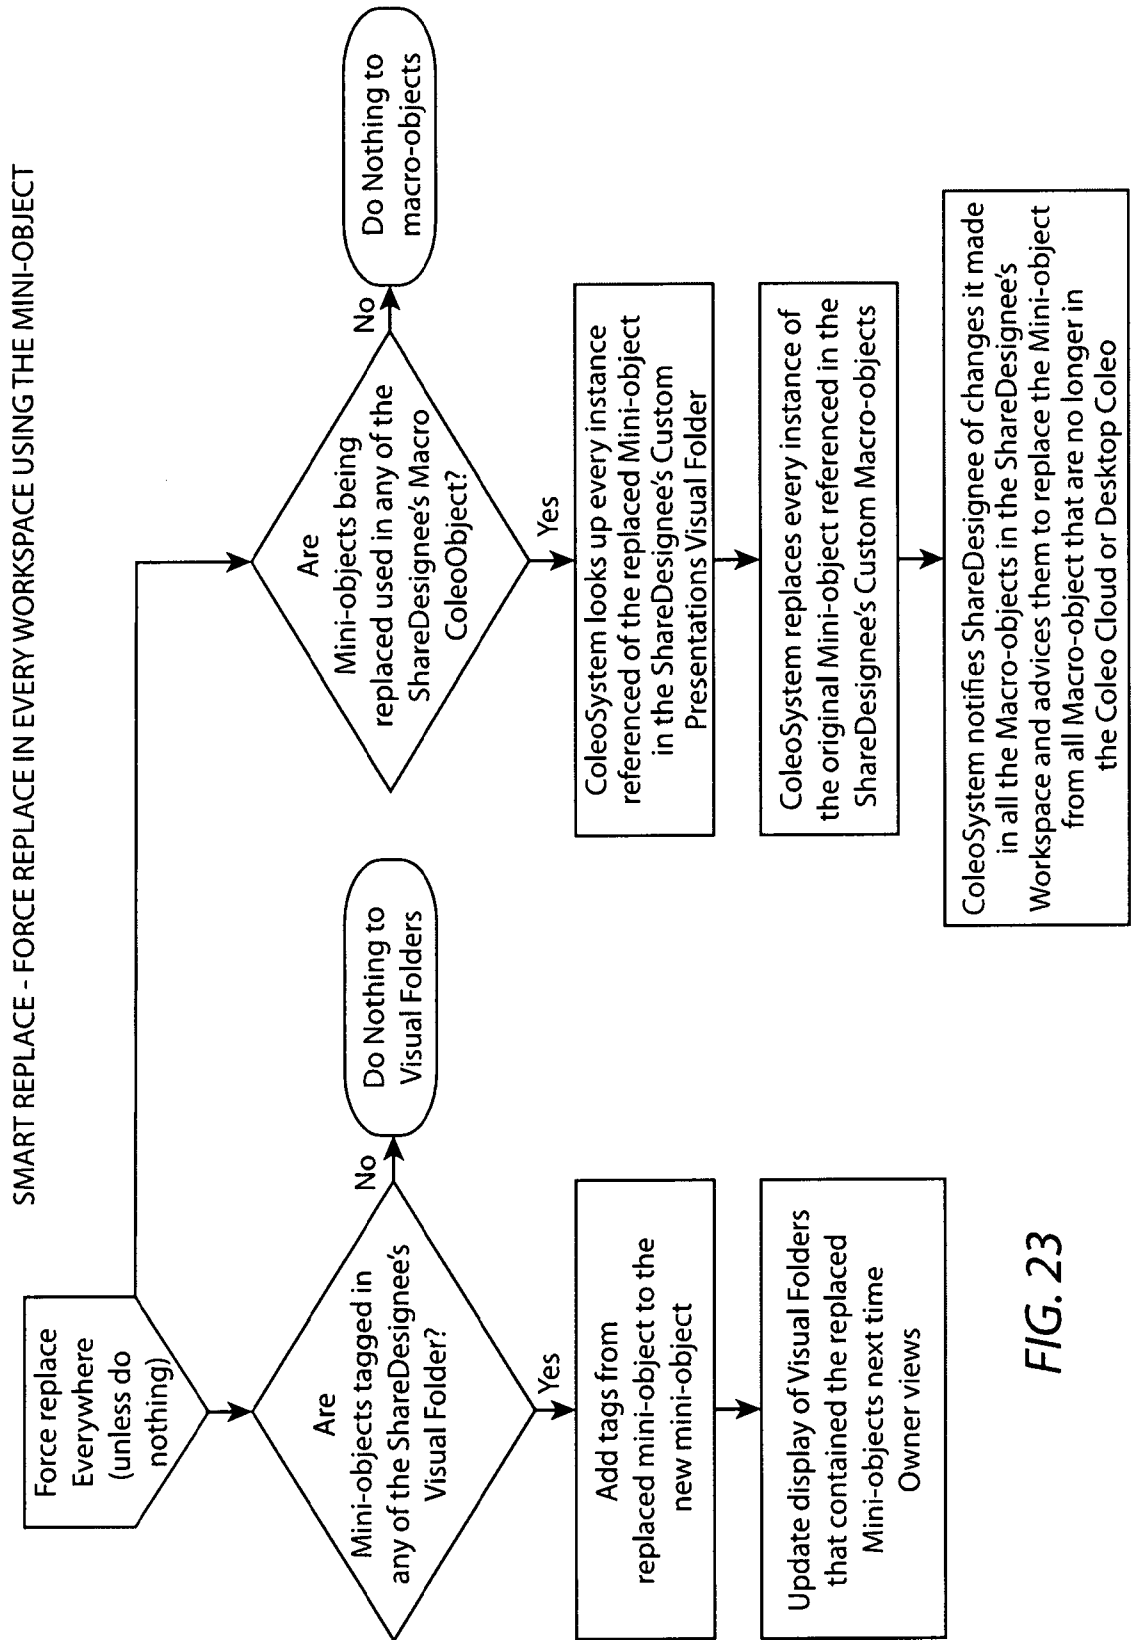 SMART REPLACE - FORCE REPLACE IN EVERY WORKSPACE USING THE MINI-OBJECT
Force replace
Everywhere
(unless do
nothing)
Are
Mini-objects tagged in
any of the ShareDesignee's
Visual Folder?
No
Do Nothing to
Visual Folders
Yes
Add tags from
replaced mini-object to the
new mini-object
Update display of Visual Folders
that contained the replaced
Mini-objects next time
Owner views
Are
Mini-objects being
replaced used in any of the
ShareDesignee's Macro
ColeoObject?
No
Do Nothing to
macro-objects
Yes
ColeoSystem looks up every instance
referenced of the replaced Mini-object
in the ShareDesignee's Custom
Presentations Visual Folder
ColeoSystem replaces every instance of
the original Mini-object referenced in the
ShareDesignee's Custom Macro-objects
ColeoSystem notifies ShareDesignee of changes it made
in all the Macro-objects in the ShareDesignee's
Workspace and advices them to replace the Mini-object
from all Macro-object that are no longer in
the Coleo Cloud or Desktop Coleo
FIG. 23